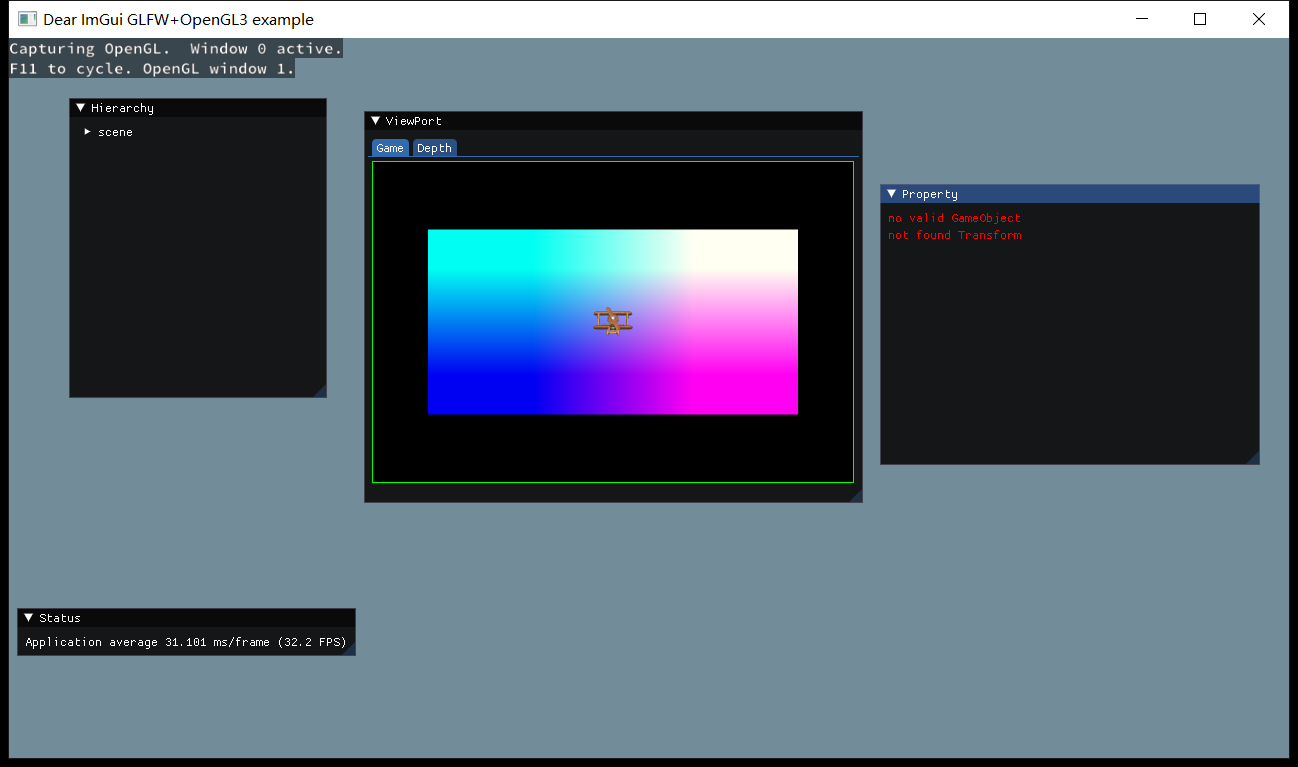 Dear ImGui GLFW+OpenGL3 example
Capturing OpenGL.  Window 0 active.
F11 to cycle. OpenGL window 1.
Hierarchy
scene
ViewPort
Game Depth
Property
no valid GameObject
not found Transform
Status
Application average 31.101 ms/frame (32.2 FPS)